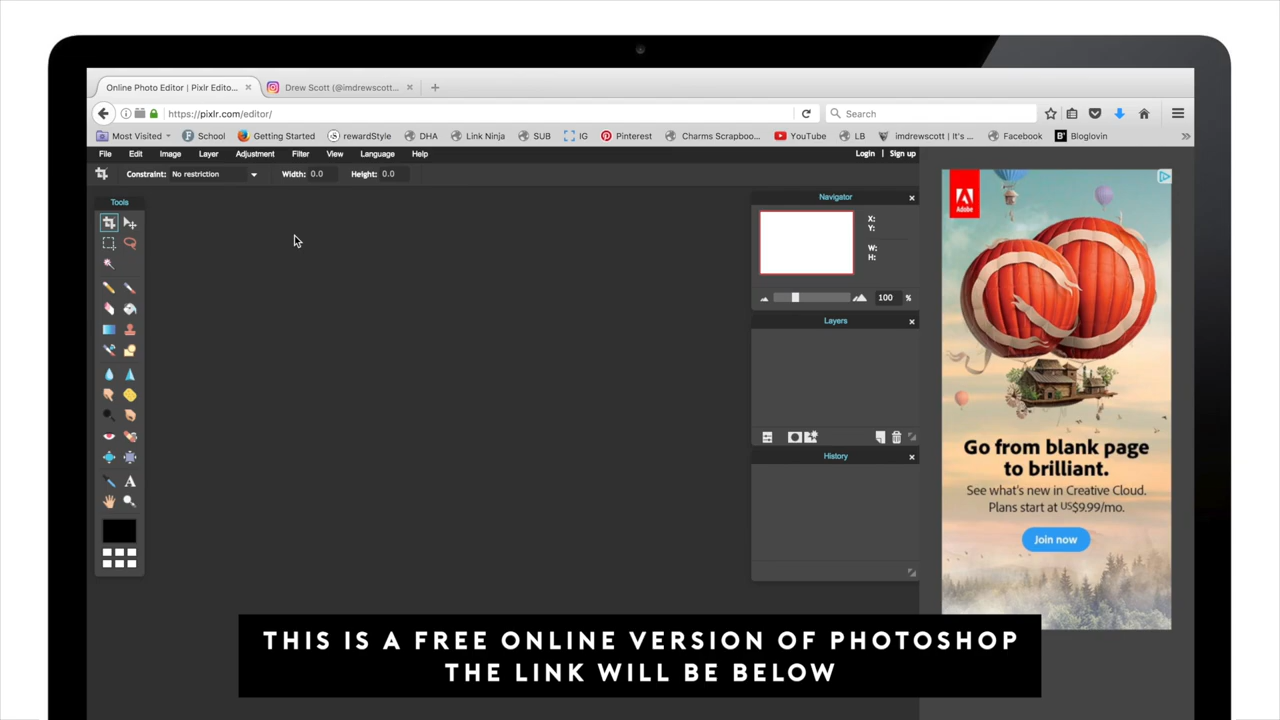 Online Photo Editor | Pixlr Edito...
Drew Scott (@imdrewscott...
https://pixlr.com/editor/
Search
Most Visited
School
Getting Started
rewardStyle
DHA
Link Ninja
SUB
IG
Pinterest
Charms Scrapboo...
YouTube
LB
imdrewscott | It's ...
Facebook
Bloglovin
File Edit Image Layer Adjustment Filter View Language Help
Login | Sign up
Constraint: No restriction Width: 0.0 Height: 0.0
Tools
Navigator
X:
Y:
W:
H:
100 %
Layers
History
Adobe
Go from blank page
to brilliant.
See what's new in Creative Cloud.
Plans start at US$9.99/mo.
Join now
THIS IS A FREE ONLINE VERSION OF PHOTOSHOP
THE LINK WILL BE BELOW